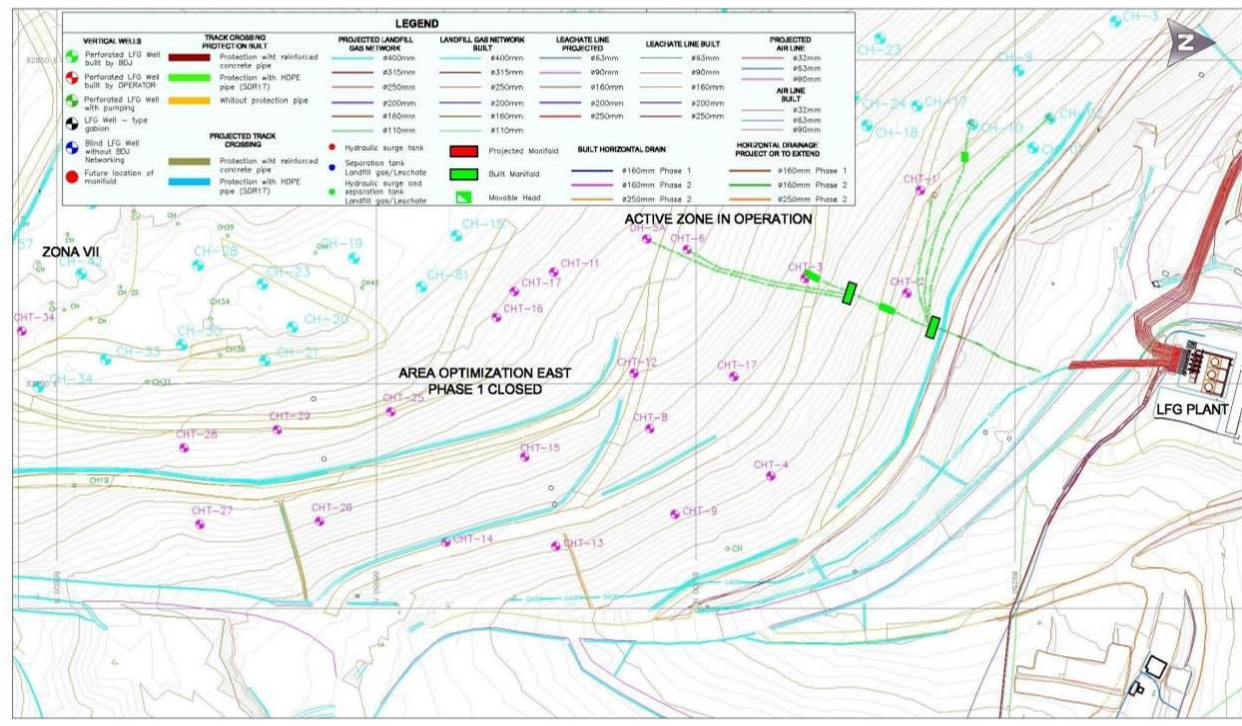 LEGEND
VERTICAL WELLS
Perforated LFG Well
built by BDJ
Perforated LFG Well
built by OPERATOR
Perforated LFG Well
with pumping
LFG Well - type
gabion
Blind LFG Well
without BDJ
Networking
Future location of
manifold
TRACK CROSSING
PROTECTION BUILT
Protection wiht reinforced
concrete pipe
Protection with HDPE
pipe (SDR17)
Whitout protection pipe
PROJECTED TRACK
CROSSING
Protection wiht reinforced
concrete pipe
Protection with HDPE
pipe (SDR17)
PROJECTED LANDFILL
GAS NETWORK
ø400mm
ø315mm
ø250mm
ø200mm
ø160mm
ø110mm
LANDFILL GAS NETWORK
BUILT
ø400mm
ø315mm
ø250mm
ø200mm
ø160mm
ø110mm
LEACHATE LINE
PROJECTED
ø63mm
ø90mm
ø160mm
ø200mm
ø250mm
LEACHATE LINE BUILT
ø63mm
ø90mm
ø160mm
ø200mm
ø250mm
PROJECTED
AIR LINE
ø32mm
ø63mm
ø90mm
AIR LINE
BUILT
ø32mm
ø63mm
ø90mm
Hydraulic surge tank
Separation tank
Landfill gas/Leachate
Hydraulic surge and
separation tank
Landfill gas/Leachate
Projected Manifold
Built Manifold
Movable Head
BUILT HORIZONTAL DRAIN
ø160mm Phase 1
ø160mm Phase 2
ø250mm Phase 2
HORIZONTAL DRAINAGE
PROJECT OR TO EXTEND
ø160mm Phase 1
ø160mm Phase 2
ø250mm Phase 2
N
CH-3
CH-23
CH-9
CH-24
CH-17
CH-18
CH-10
CHT-1
ACTIVE ZONE IN OPERATION
DH-5A
CHT-6
CHT-3
CHT-2
ZONA VII
CH-15
CH-19
CH-28
CH-23
CH-81
CHT-11
CHT-17
CHT-16
CHT-34
CH-20
CH-30
CH-33
CH-21
CH-34
CH31
CH34
CH36
AREA OPTIMIZATION EAST
PHASE 1 CLOSED
CHT-12
CHT-17
LFG PLANT
CHT-25
CHT-29
CHT-28
CHT-8
CHT-15
CHT-4
CH19
CHT-27
CHT-26
CHT-9
CHT-14
CHT-13
CH